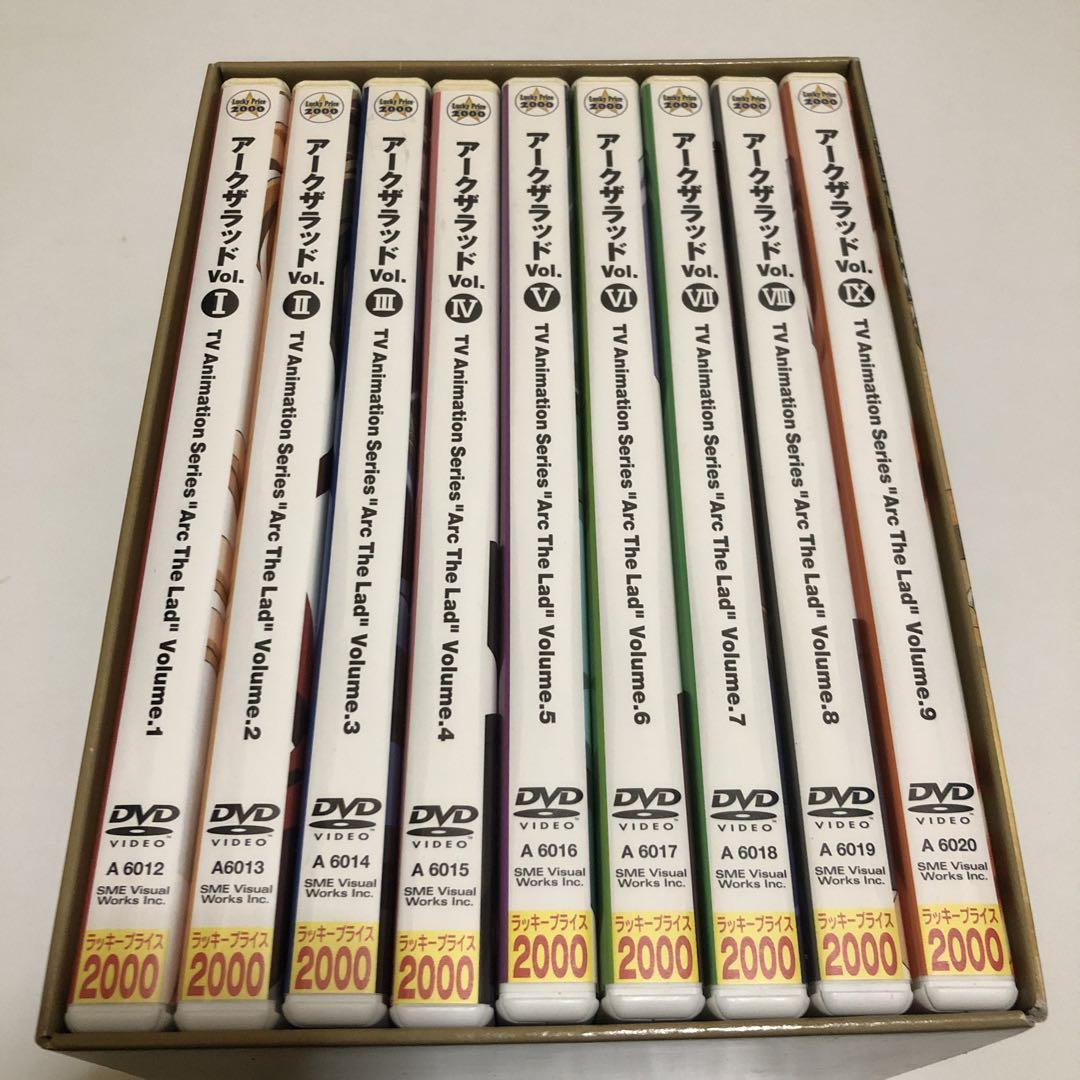 Lucky Price
2000
アークザラッド Vol. I
TV Animation Series "Arc The Lad" Volume.1
DVD
VIDEO™
A 6012
SME Visual
Works Inc.
ラッキープライス
2000
Lucky Price
2000
アークザラッド Vol. II
TV Animation Series "Arc The Lad" Volume.2
DVD
VIDEO™
A6013
SME Visual
Works Inc.
ラッキープライス
2000
Lucky Price
2000
アークザラッド Vol. III
TV Animation Series "Arc The Lad" Volume.3
DVD
VIDEO™
A 6014
SME Visual
Works Inc.
ラッキープライス
2000
Lucky Price
2000
アークザラッド Vol. IV
TV Animation Series "Arc The Lad" Volume.4
DVD
VIDEO™
A 6015
SME Visual
Works Inc.
ラッキープライス
2000
Lucky Price
2000
アークザラッド Vol. V
TV Animation Series "Arc The Lad" Volume.5
DVD
VIDEO™
A 6016
SME Visual
Works Inc.
ラッキープライス
2000
Lucky Price
2000
アークザラッド Vol. VI
TV Animation Series "Arc The Lad" Volume.6
DVD
VIDEO™
A 6017
SME Visual
Works Inc.
ラッキープライス
2000
Lucky Price
2000
アークザラッド Vol. VII
TV Animation Series "Arc The Lad" Volume.7
DVD
VIDEO™
A 6018
SME Visual
Works Inc.
ラッキープライス
2000
Lucky Price
2000
アークザラッド Vol. VIII
TV Animation Series "Arc The Lad" Volume.8
DVD
VIDEO™
A 6019
SME Visual
Works Inc.
ラッキープライス
2000
Lucky Price
2000
アークザラッド Vol. IX
TV Animation Series "Arc The Lad" Volume.9
DVD
VIDEO™
A 6020
SME Visual
Works Inc.
ラッキープライス
2000